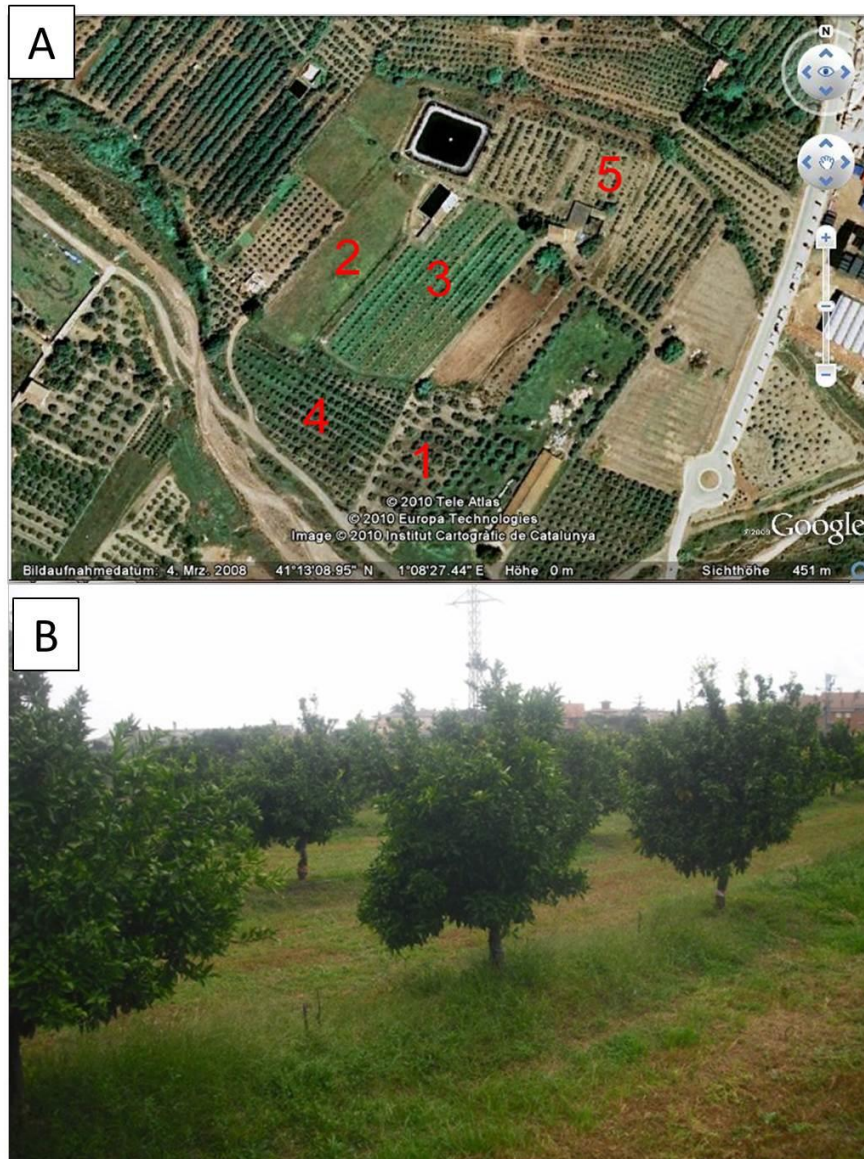 A
N
5
2
3
4
1
© 2010 Tele Atlas
© 2010 Europa Technologies
Image © 2010 Institut Cartogràfic de Catalunya
©2009 Google
Bildaufnahmedatum: 4. Mrz. 2008 41°13'08.95" N 1°08'27.44" E Höhe 0 m Sichthöhe 451 m
B